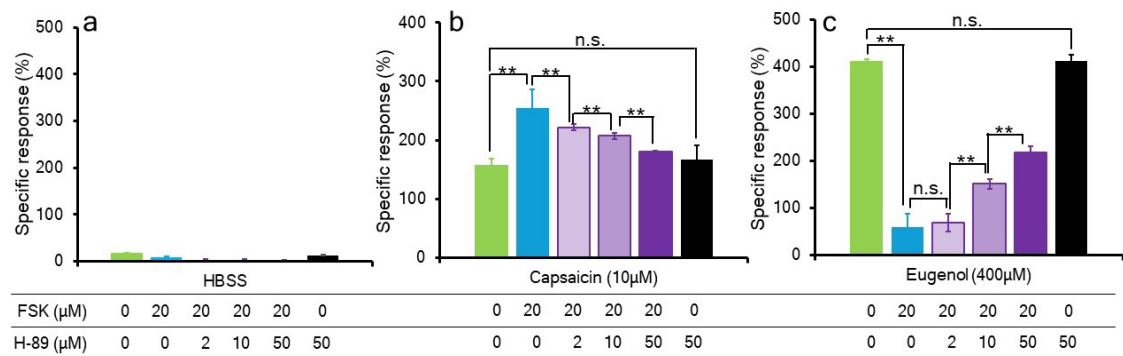 a
Specific response (%)
500
400
300
200
100
0
HBSS
b
Specific response (%)
400
300
200
100
0
n.s.
** ** ** **
Capsaicin (10μM)
c
Specific response (%)
500
400
300
200
100
0
n.s.
** n.s. ** **
Eugenol (400μM)
FSK (μM) 0 20 20 20 20 0 0 20 20 20 20 0 0 20 20 20 20 0
H-89 (μM) 0 0 2 10 50 50 0 0 2 10 50 50 0 0 2 10 50 50